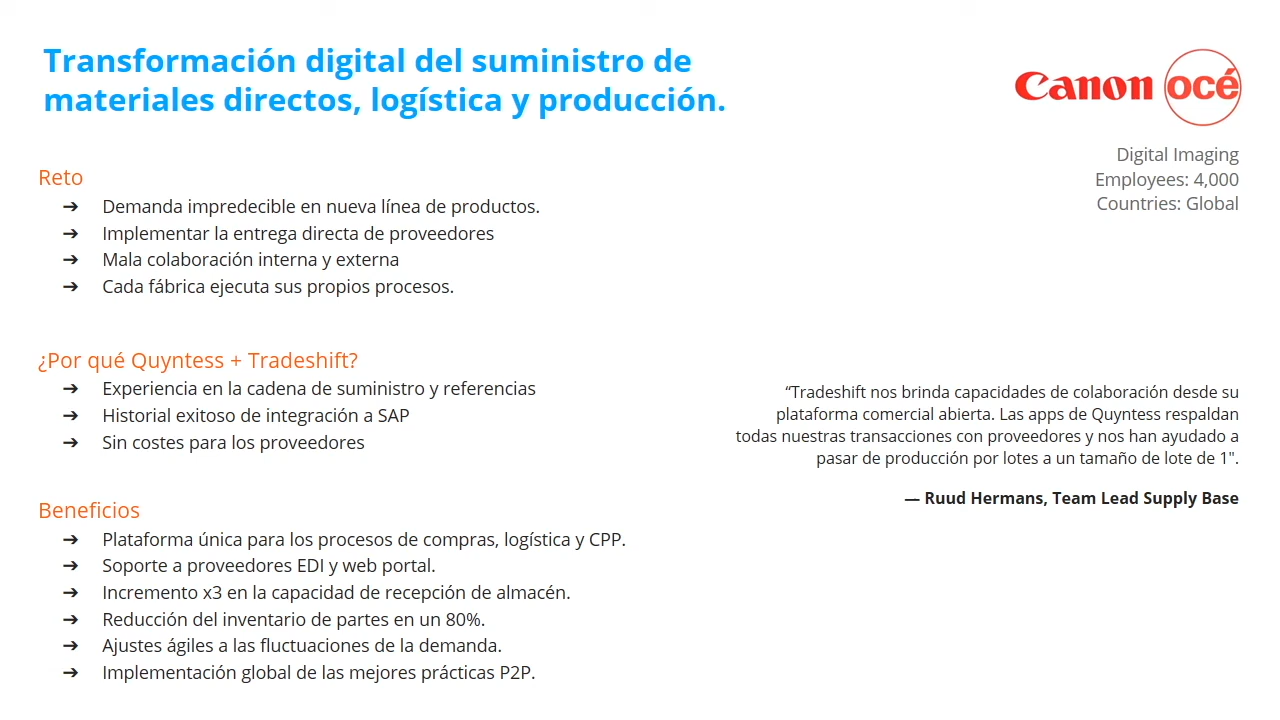 Transformación digital del suministro de
materiales directos, logística y producción.
Canon océ
Digital Imaging
Employees: 4,000
Countries: Global
Reto
➔ Demanda impredecible en nueva línea de productos.
➔ Implementar la entrega directa de proveedores
➔ Mala colaboración interna y externa
➔ Cada fábrica ejecuta sus propios procesos.
¿Por qué Quyntess + Tradeshift?
➔ Experiencia en la cadena de suministro y referencias
➔ Historial exitoso de integración a SAP
➔ Sin costes para los proveedores
“Tradeshift nos brinda capacidades de colaboración desde su
plataforma comercial abierta. Las apps de Quyntess respaldan
todas nuestras transacciones con proveedores y nos han ayudado a
pasar de producción por lotes a un tamaño de lote de 1".
— Ruud Hermans, Team Lead Supply Base
Beneficios
➔ Plataforma única para los procesos de compras, logística y CPP.
➔ Soporte a proveedores EDI y web portal.
➔ Incremento x3 en la capacidad de recepción de almacén.
➔ Reducción del inventario de partes en un 80%.
➔ Ajustes ágiles a las fluctuaciones de la demanda.
➔ Implementación global de las mejores prácticas P2P.